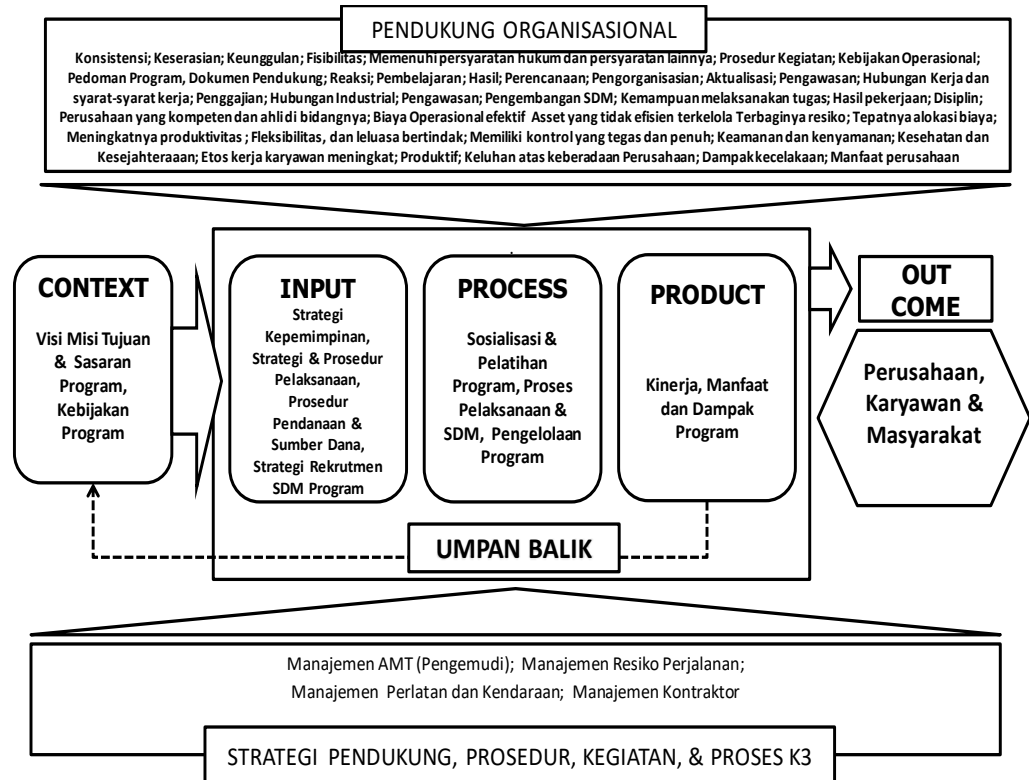 PENDUKUNG ORGANISASIONAL
Konsistensi; Keserasian; Keunggulan; Fisibilitas; Memenuhi persyaratan hukum dan persyaratan lainnya; Prosedur Kegiatan; Kebijakan Operasional;
Pedoman Program, Dokumen Pendukung; Reaksi; Pembelajaran; Hasil; Perencanaan; Pengorganisasian; Aktualisasi; Pengawasan; Hubungan Kerja dan
syarat-syarat kerja; Penggajian; Hubungan Industrial; Pengawasan; Pengembangan SDM; Kemampuan melaksanakan tugas; Hasil pekerjaan; Disiplin;
Perusahaan yang kompeten dan ahli di bidangnya; Biaya Operasional efektif Asset yang tidak efisien terkelola Terbaginya resiko; Tepatnya alokasi biaya;
Meningkatnya produktivitas ; Fleksibilitas, dan leluasa bertindak; Memiliki kontrol yang tegas dan penuh; Keamanan dan kenyamanan; Kesehatan dan
Kesejahteraaan; Etos kerja karyawan meningkat; Produktif; Keluhan atas keberadaan Perusahaan; Dampak kecelakaan; Manfaat perusahaan
CONTEXT
Visi Misi Tujuan
& Sasaran
Program,
Kebijakan
Program
INPUT
Strategi
Kepemimpinan,
Strategi & Prosedur
Pelaksanaan,
Prosedur
Pendanaan &
Sumber Dana,
Strategi Rekrutmen
SDM Program
PROCESS
Sosialisasi &
Pelatihan
Program, Proses
Pelaksanaan &
SDM, Pengelolaan
Program
PRODUCT
Kinerja, Manfaat
dan Dampak
Program
OUT
COME
Perusahaan,
Karyawan &
Masyarakat
UMPAN BALIK
Manajemen AMT (Pengemudi); Manajemen Resiko Perjalanan;
Manajemen Perlatan dan Kendaraan; Manajemen Kontraktor
STRATEGI PENDUKUNG, PROSEDUR, KEGIATAN, & PROSES K3